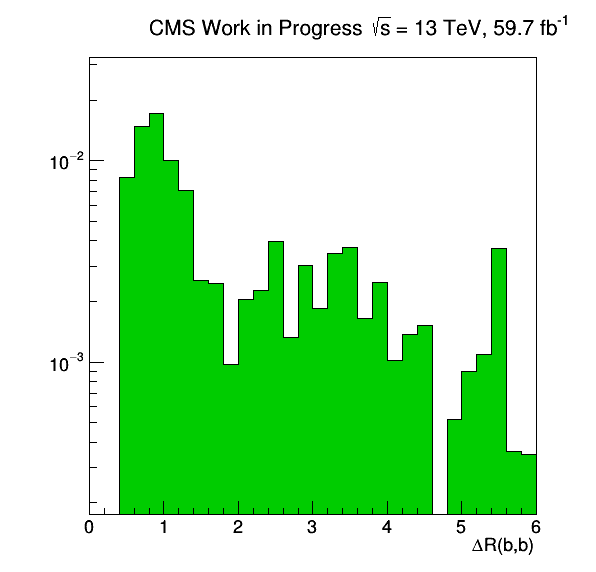 CMS Work in Progress √s = 13 TeV, 59.7 fb⁻¹
10⁻²
10⁻³
0 1 2 3 4 5 6
ΔR(b,b)